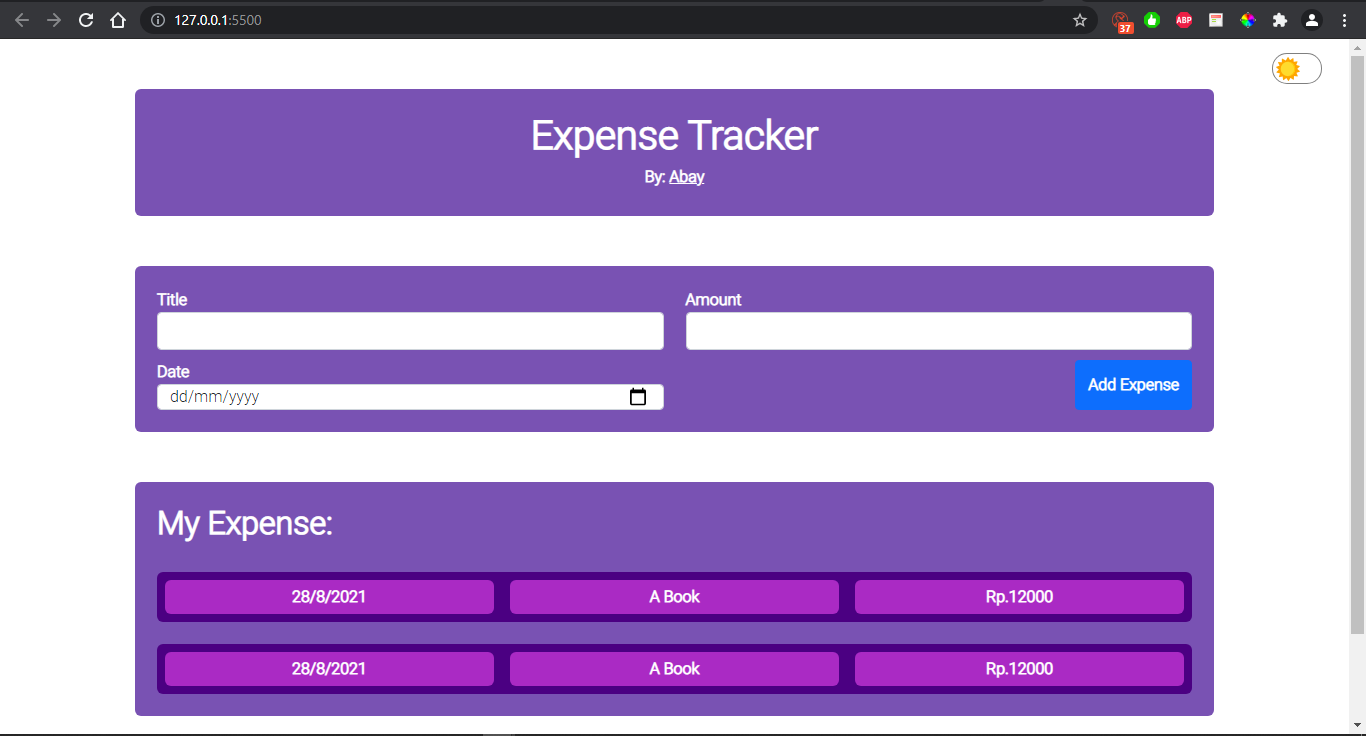 127.0.0.1:5500
37
ABP
Expense Tracker
By: Abay
Title
Amount
Date
dd/mm/yyyy
Add Expense
My Expense:
28/8/2021 A Book Rp.12000
28/8/2021 A Book Rp.12000